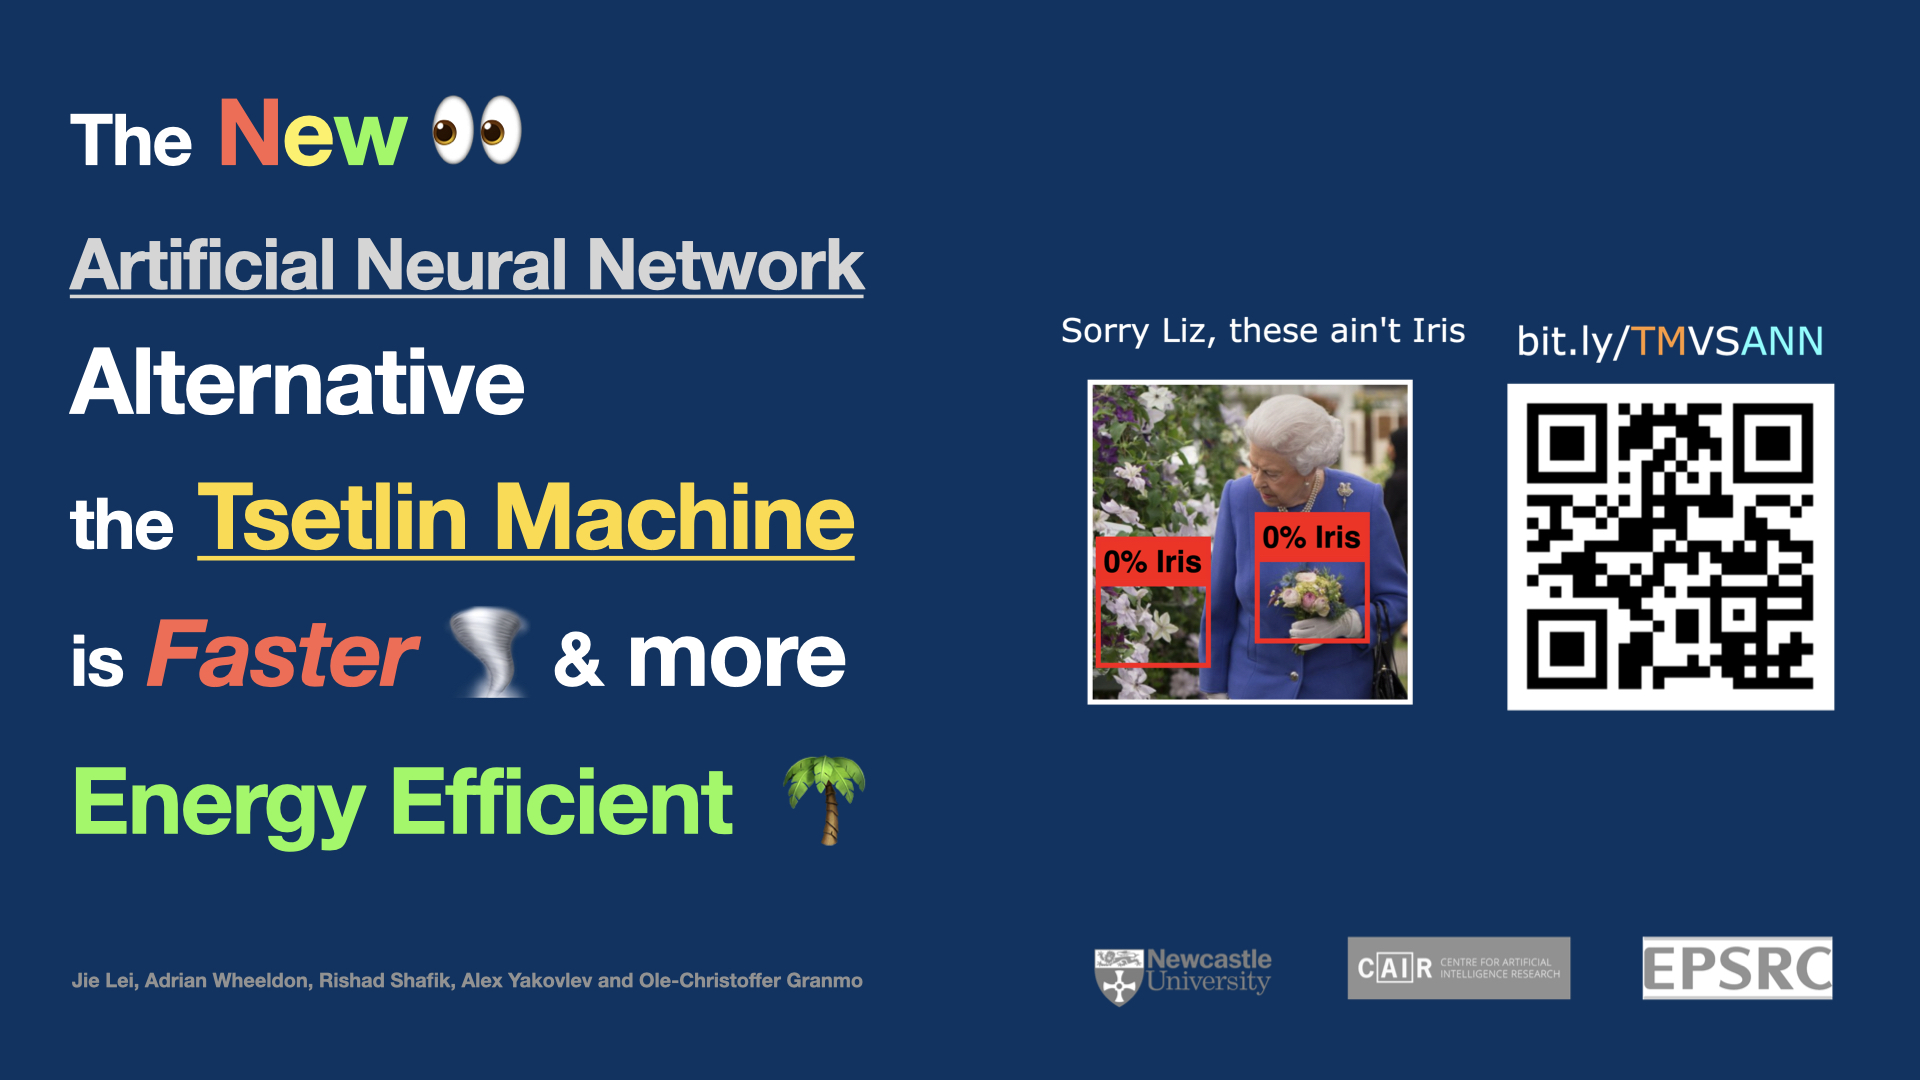 The New 👀
Artificial Neural Network
Alternative
the Tsetlin Machine
is Faster 🌪 & more
Energy Efficient 🌴
Jie Lei, Adrian Wheeldon, Rishad Shafik, Alex Yakovlev and Ole-Christoffer Granmo
Sorry Liz, these ain't Iris
0% Iris
0% Iris
bit.ly/TMVSANN
Newcastle
University
CAIR
CENTRE FOR ARTIFICIAL
INTELLIGENCE RESEARCH
EPSRC